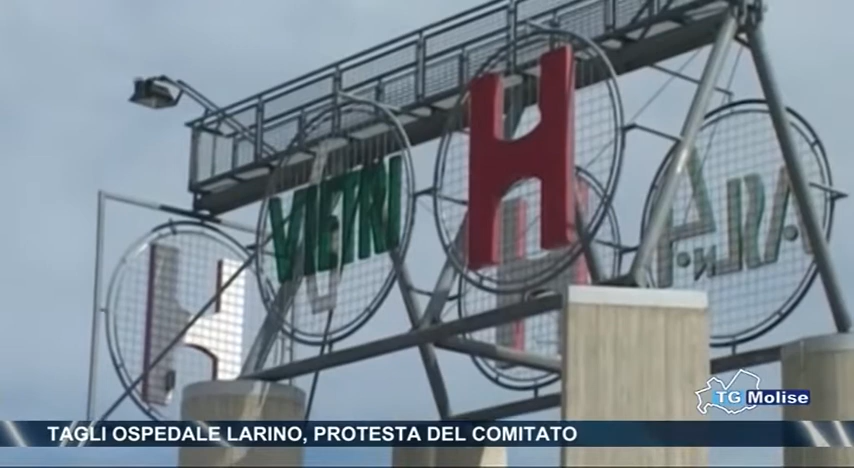 VIETRI
H
H
H
TG Molise
TAGLI OSPEDALE LARINO, PROTESTA DEL COMITATO